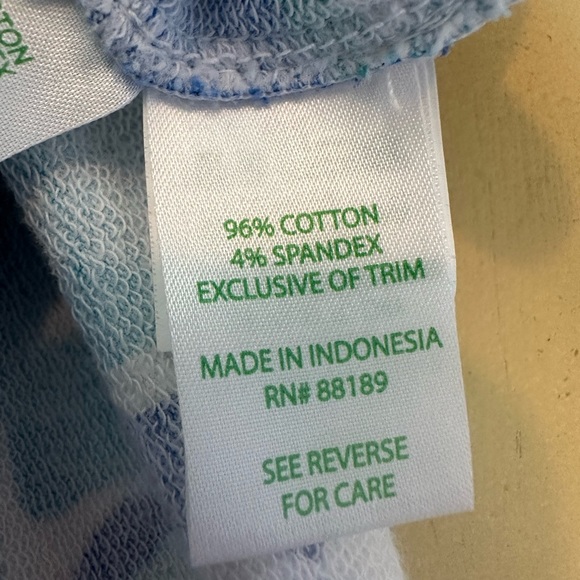 96% COTTON
4% SPANDEX
EXCLUSIVE OF TRIM
MADE IN INDONESIA
RN# 88189
SEE REVERSE
FOR CARE